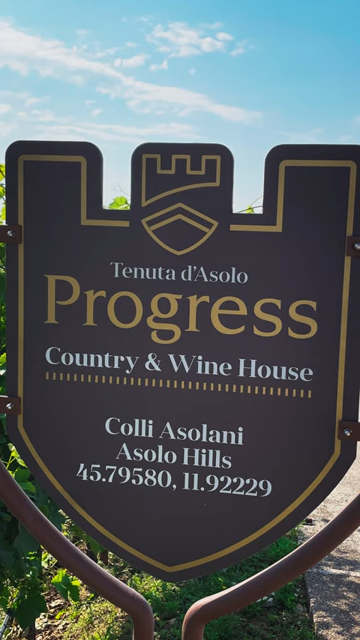 Tenuta d'Asolo
Progress
Country & Wine House
Colli Asolani
Asolo Hills
45.79580, 11.92229